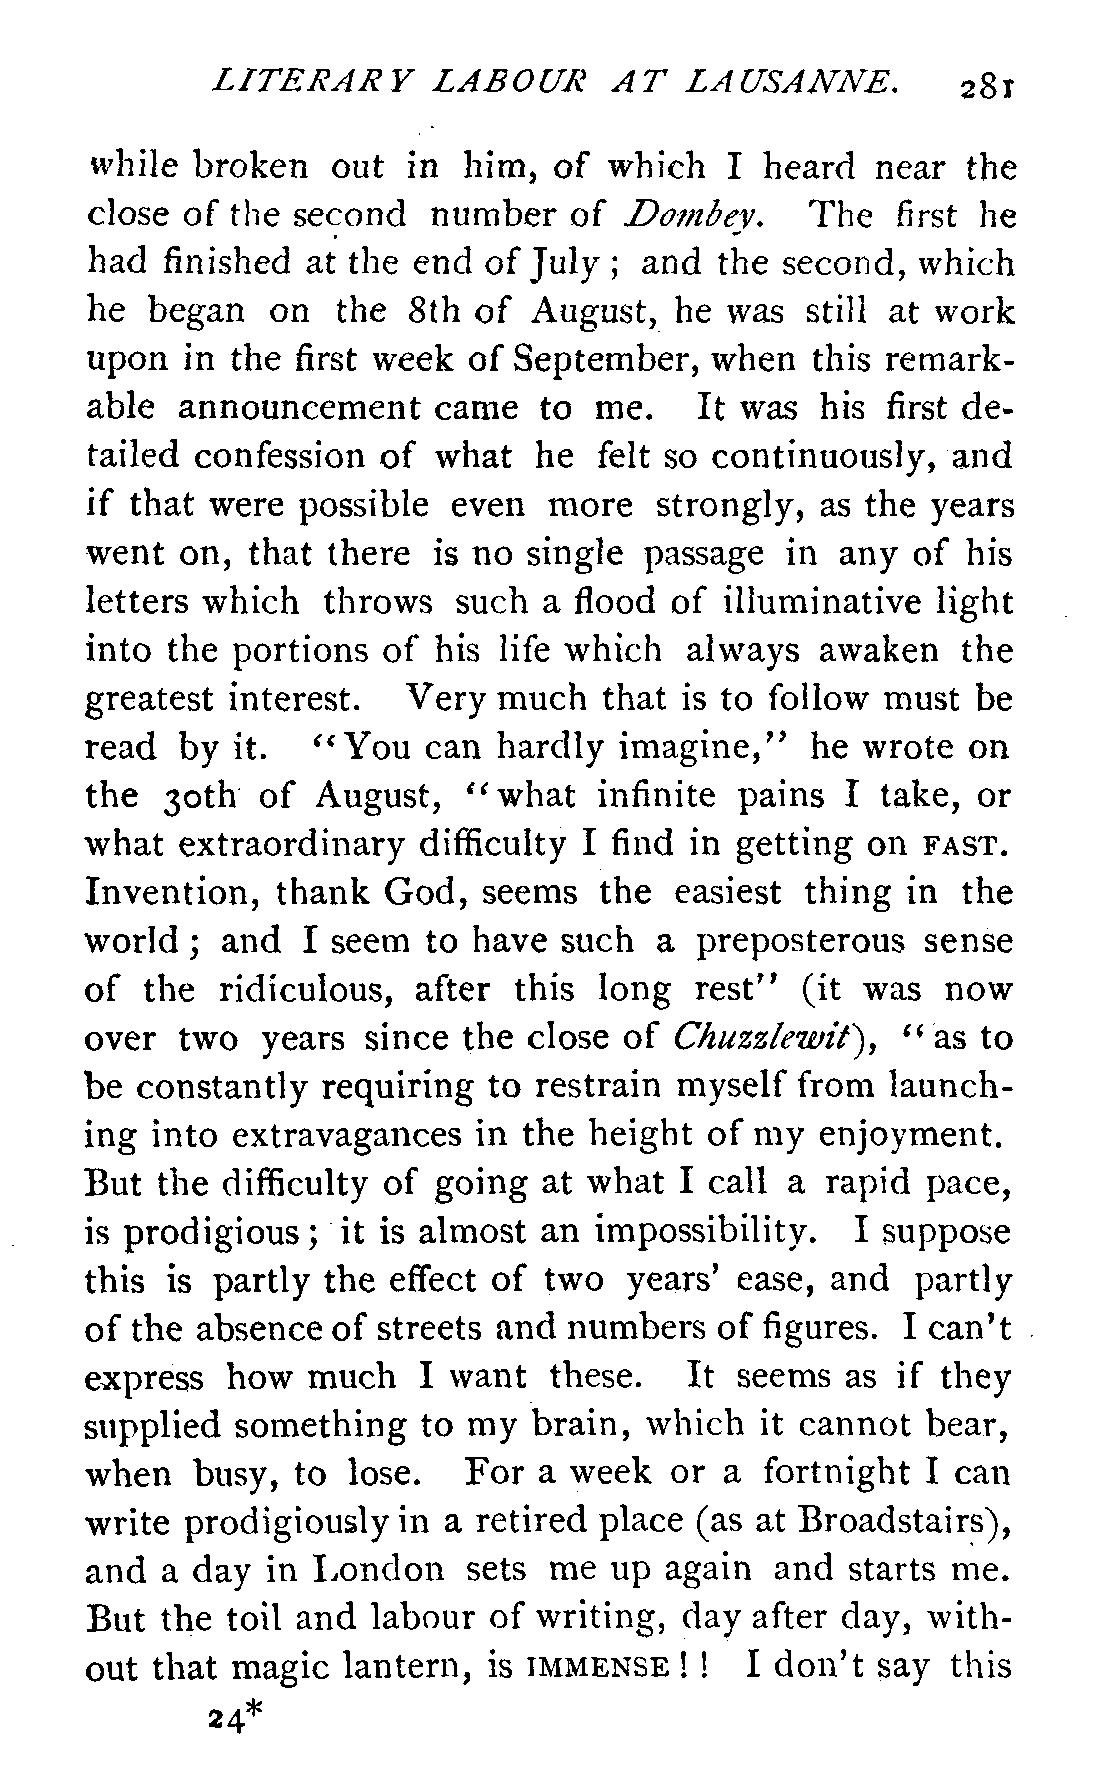 LITERARY LABOUR AT LAUSANNE. 281
while broken out in him, of which I heard near the
close of the second number of Dombey. The first he
had finished at the end of July ; and the second, which
he began on the 8th of August, he was still at work
upon in the first week of September, when this remark-
able announcement came to me. It was his first de-
tailed confession of what he felt so continuously, and
if that were possible even more strongly, as the years
went on, that there is no single passage in any of his
letters which throws such a flood of illuminative light
into the portions of his life which always awaken the
greatest interest. Very much that is to follow must be
read by it. "You can hardly imagine," he wrote on
the 30th of August, "what infinite pains I take, or
what extraordinary difficulty I find in getting on FAST.
Invention, thank God, seems the easiest thing in the
world ; and I seem to have such a preposterous sense
of the ridiculous, after this long rest" (it was now
over two years since the close of Chuzzlewit), "as to
be constantly requiring to restrain myself from launch-
ing into extravagances in the height of my enjoyment.
But the difficulty of going at what I call a rapid pace,
is prodigious ; it is almost an impossibility. I suppose
this is partly the effect of two years' ease, and partly
of the absence of streets and numbers of figures. I can't
express how much I want these. It seems as if they
supplied something to my brain, which it cannot bear,
when busy, to lose. For a week or a fortnight I can
write prodigiously in a retired place (as at Broadstairs),
and a day in London sets me up again and starts me.
But the toil and labour of writing, day after day, with-
out that magic lantern, is IMMENSE ! ! I don't say this
24*